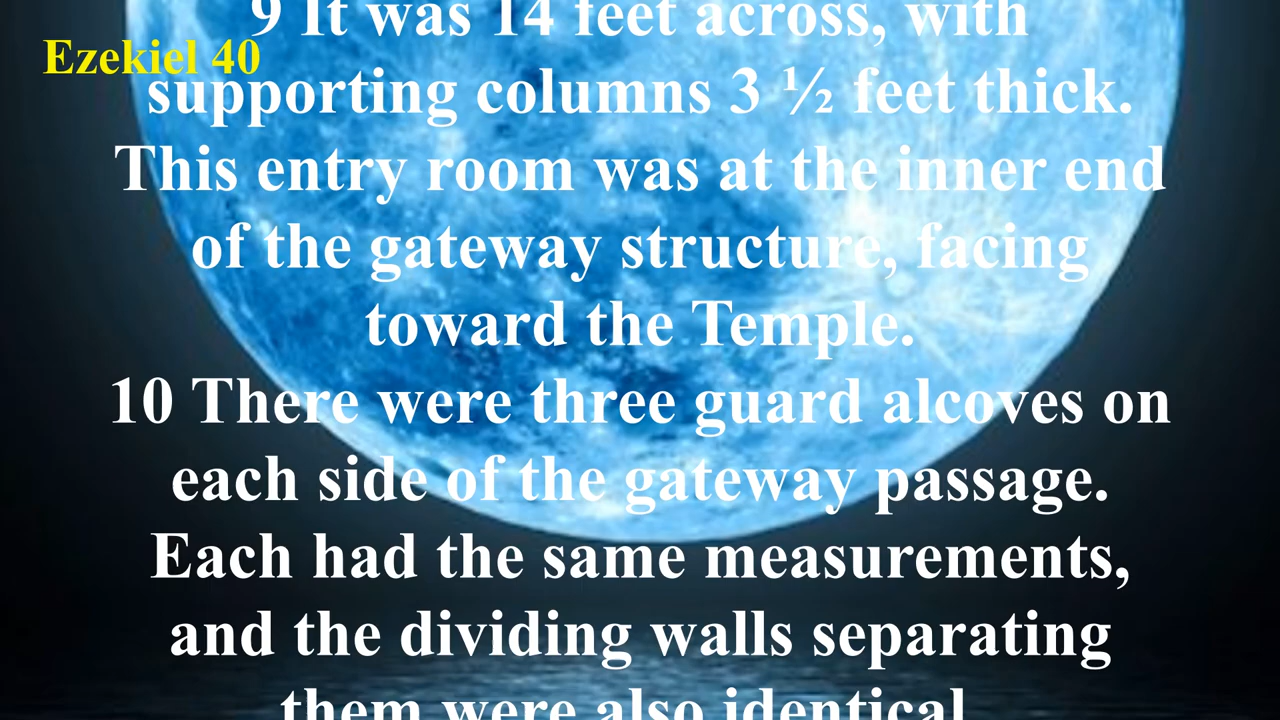 9 It was 14 feet across, with
Ezekiel 40
supporting columns 3 ½ feet thick.
This entry room was at the inner end
of the gateway structure, facing
toward the Temple.
10 There were three guard alcoves on
each side of the gateway passage.
Each had the same measurements,
and the dividing walls separating
them were also identical